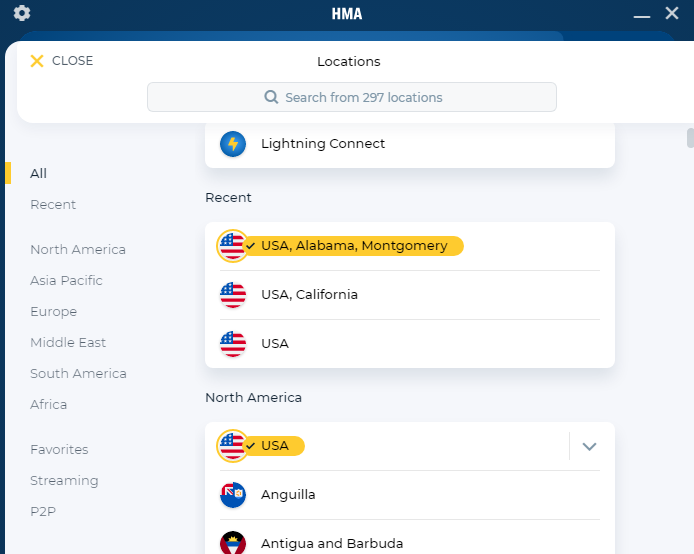 HMA
CLOSE
Locations
Search from 297 locations
Lightning Connect
All
Recent
North America
Asia Pacific
Europe
Middle East
South America
Africa
Favorites
Streaming
P2P
Recent
USA, Alabama, Montgomery
USA, California
USA
North America
USA
Anguilla
Antigua and Barbuda